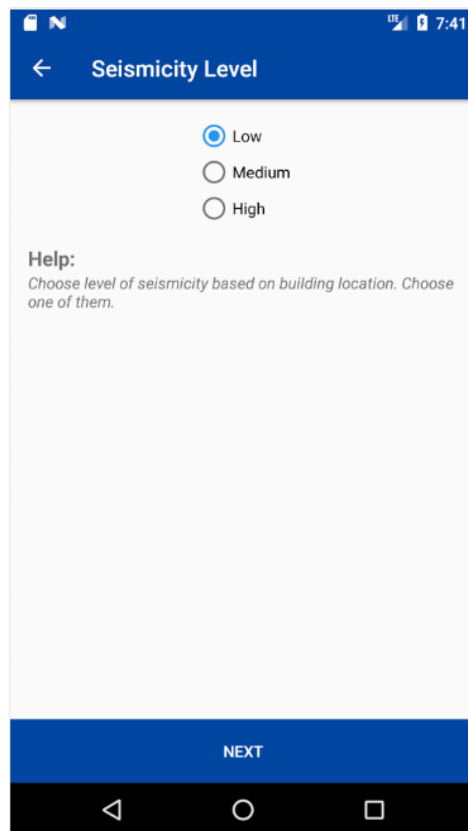 LTE 7:41
Seismicity Level
Low
Medium
High
Help:
Choose level of seismicity based on building location. Choose
one of them.
NEXT